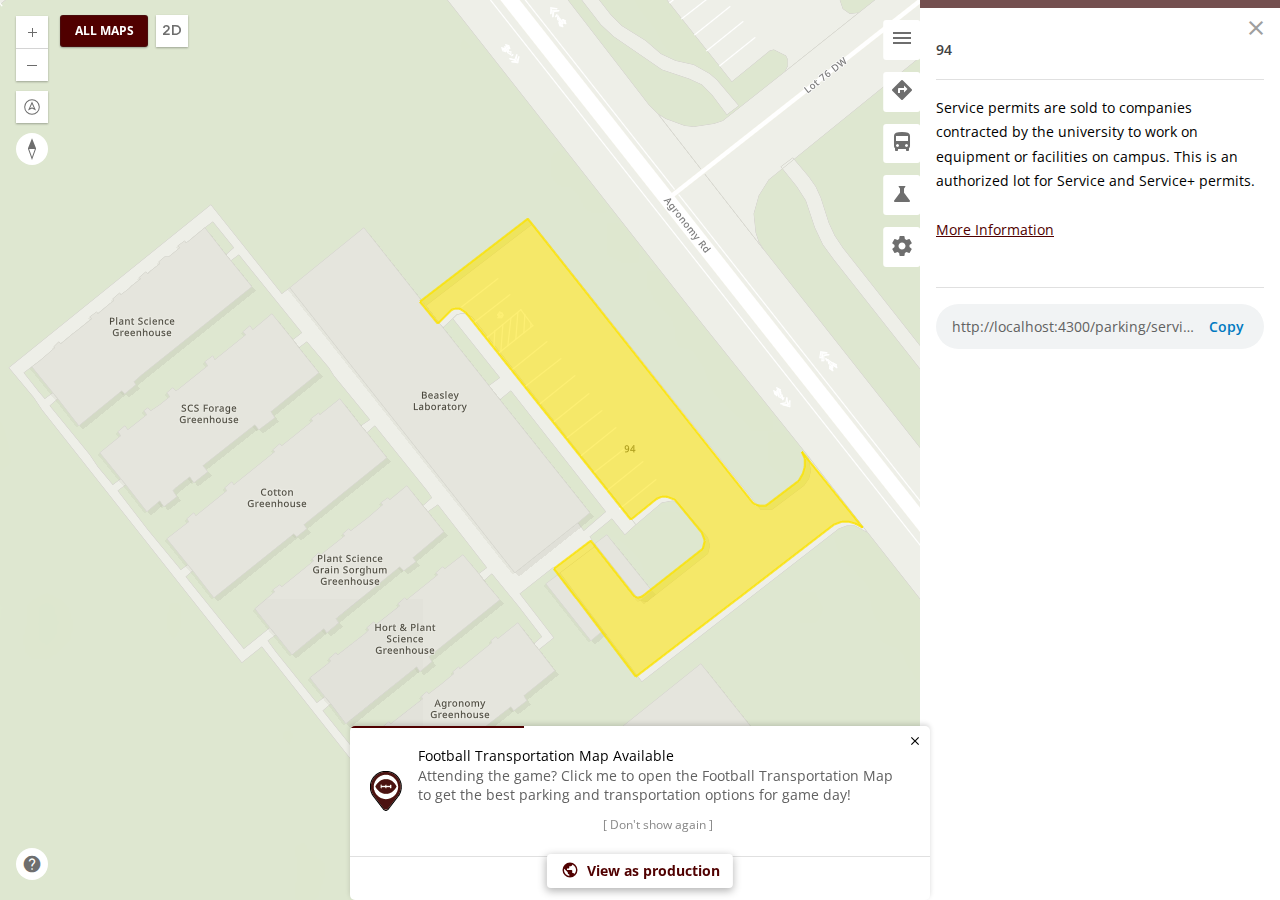 ALL MAPS
2D
Lot 76 DW
Agronomy Rd
Plant Science
Greenhouse
SCS Forage
Greenhouse
Beasley
Laboratory
94
Cotton
Greenhouse
Plant Science
Grain Sorghum
Greenhouse
Hort & Plant
Science
Greenhouse
Agronomy
Greenhouse
94
Service permits are sold to companies
contracted by the university to work on
equipment or facilities on campus. This is an
authorized lot for Service and Service+ permits.
More Information
http://localhost:4300/parking/servi...
Copy
Football Transportation Map Available
Attending the game? Click me to open the Football Transportation Map
to get the best parking and transportation options for game day!
[ Don't show again ]
View as production